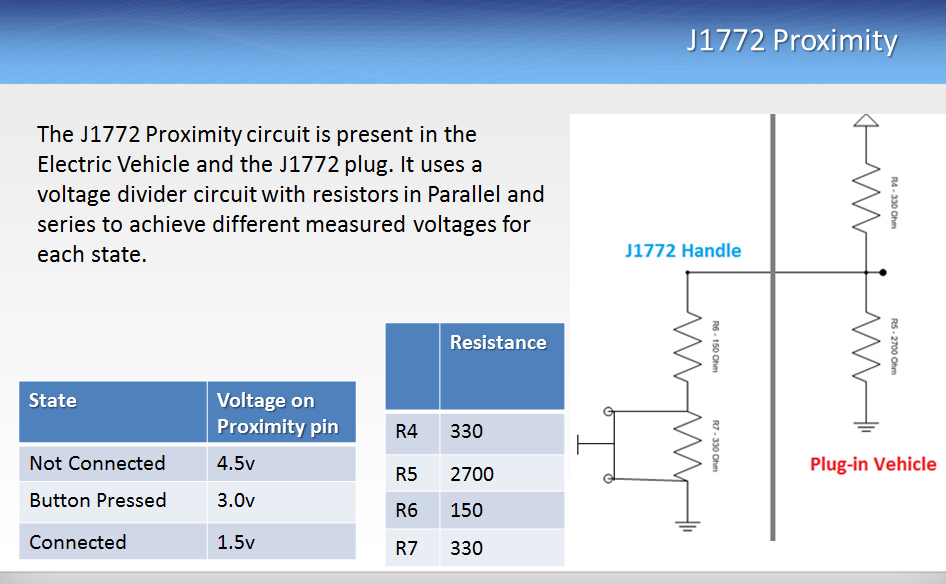 J1772 Proximity
The J1772 Proximity circuit is present in the
Electric Vehicle and the J1772 plug. It uses a
voltage divider circuit with resistors in Parallel and
series to achieve different measured voltages for
each state.
State
Voltage on
Proximity pin
Not Connected
4.5v
Button Pressed
3.0v
Connected
1.5v
Resistance
R4
330
R5
2700
R6
150
R7
330
J1772 Handle
R4 - 330 Ohm
R5 - 2700 Ohm
R6 - 150 Ohm
R7 - 330 Ohm
Plug-in Vehicle